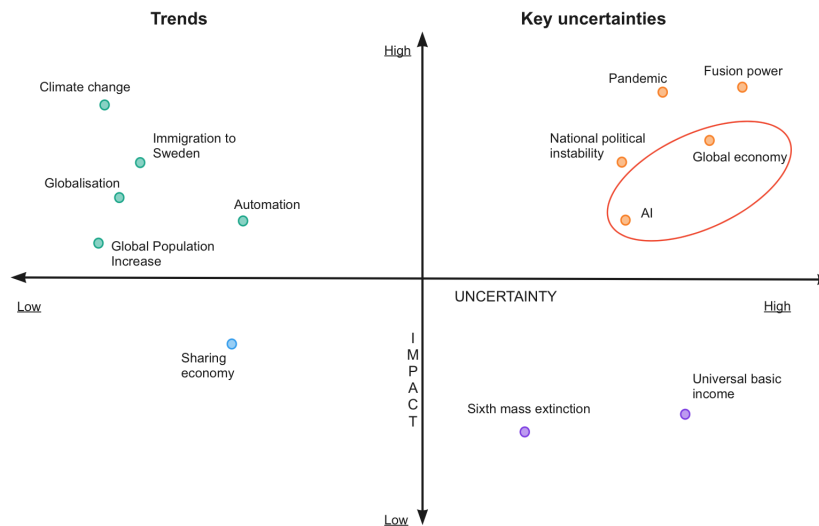 Trends
Key uncertainties
High
Climate change
Pandemic
Fusion power
Immigration to
Sweden
National political
instability
Global economy
Globalisation
Automation
AI
Global Population
Increase
Low
UNCERTAINTY
High
IMPACT
Sharing
economy
Universal basic
income
Sixth mass extinction
Low